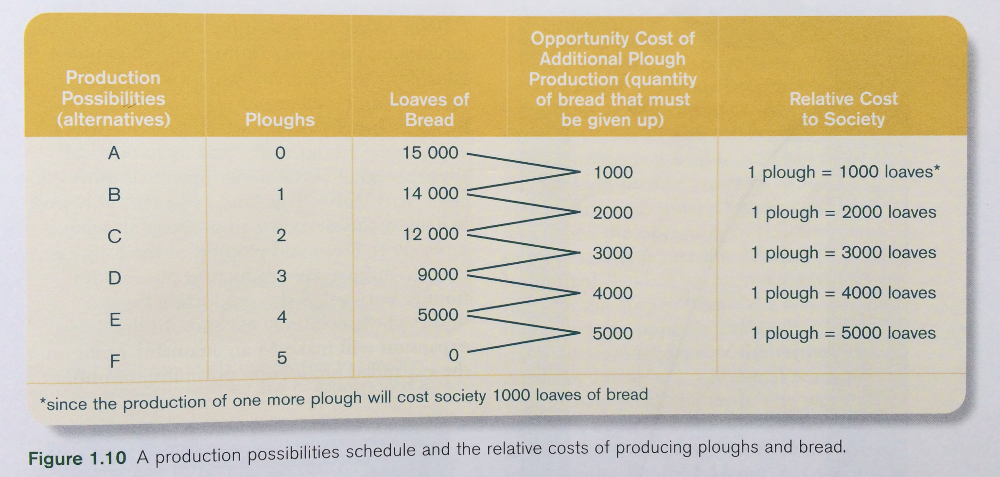 Production
Possibilities
(alternatives)
Ploughs
Loaves of
Bread
Opportunity Cost of
Additional Plough
Production (quantity
of bread that must
be given up)
Relative Cost
to Society
A 0 15 000
1000 1 plough = 1000 loaves*
B 1 14 000
2000 1 plough = 2000 loaves
C 2 12 000
3000 1 plough = 3000 loaves
D 3 9000
4000 1 plough = 4000 loaves
E 4 5000
5000 1 plough = 5000 loaves
F 5 0
*since the production of one more plough will cost society 1000 loaves of bread
Figure 1.10 A production possibilities schedule and the relative costs of producing ploughs and bread.